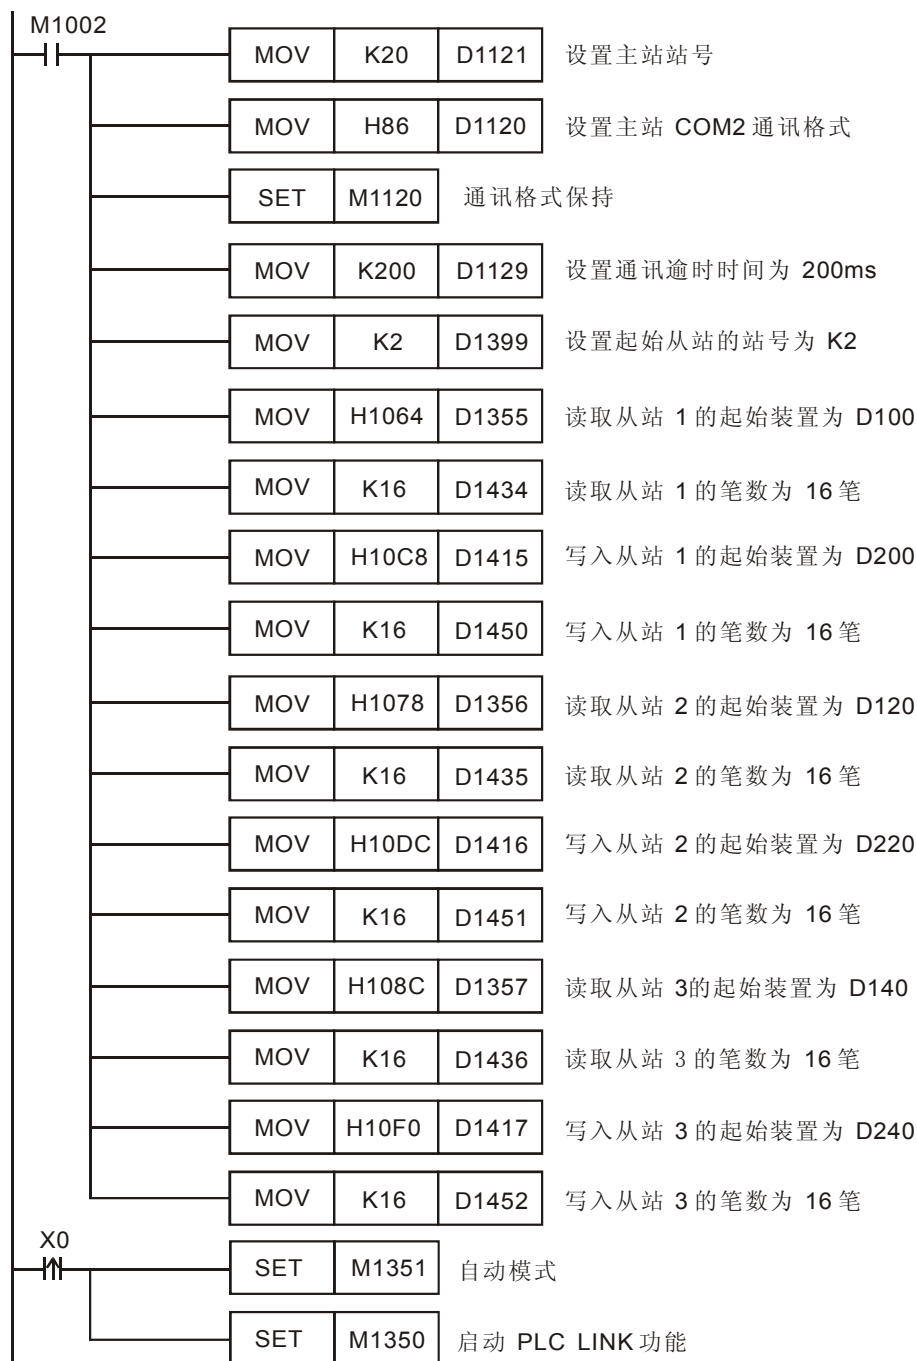 M1002
MOV K20 D1121 设置主站站号
MOV H86 D1120 设置主站 COM2 通讯格式
SET M1120 通讯格式保持
MOV K200 D1129 设置通讯逾时时间为 200ms
MOV K2 D1399 设置起始从站的站号为 K2
MOV H1064 D1355 读取从站 1 的起始装置为 D100
MOV K16 D1434 读取从站 1 的笔数为 16 笔
MOV H10C8 D1415 写入从站 1 的起始装置为 D200
MOV K16 D1450 写入从站 1 的笔数为 16 笔
MOV H1078 D1356 读取从站 2 的起始装置为 D120
MOV K16 D1435 读取从站 2 的笔数为 16 笔
MOV H10DC D1416 写入从站 2 的起始装置为 D220
MOV K16 D1451 写入从站 2 的笔数为 16 笔
MOV H108C D1357 读取从站 3的起始装置为 D140
MOV K16 D1436 读取从站 3 的笔数为 16 笔
MOV H10F0 D1417 写入从站 3 的起始装置为 D240
MOV K16 D1452 写入从站 3 的笔数为 16 笔
X0
SET M1351 自动模式
SET M1350 启动 PLC LINK 功能